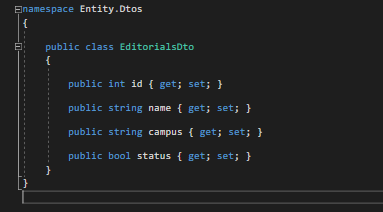 namespace Entity.Dtos
{
public class EditorialsDto
{
public int id { get; set; }
public string name { get; set; }
public string campus { get; set; }
public bool status { get; set; }
}
}